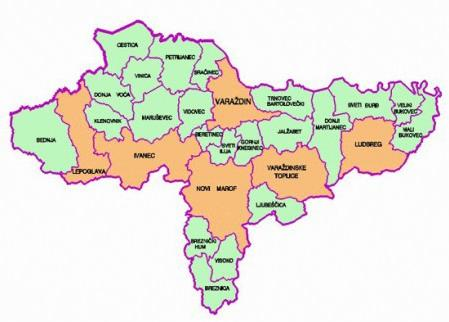 CESTICA
PETRIJANEC
VINICA
SRAČINEC
DONJA VOĆA
VARAŽDIN
TRNOVEC
BARTOLOVEČKI
SVETI ĐURĐ
VELIKI
BUKOVEC
KLENOVNIK
MARUŠEVEC
VIDOVEC
DONJI
MARTIJANEC
MALI
BUKOVEC
BEDNJA
BERETINEC
SVETI
ILIJA
GORNJI
KNEGINEC
JALŽABET
LUDBREG
IVANEC
LEPOGLAVA
VARAŽDINSKE
TOPLICE
NOVI MAROF
LJUBEŠĆICA
BREZNIČKI
HUM
VISOKO
BREZNICA